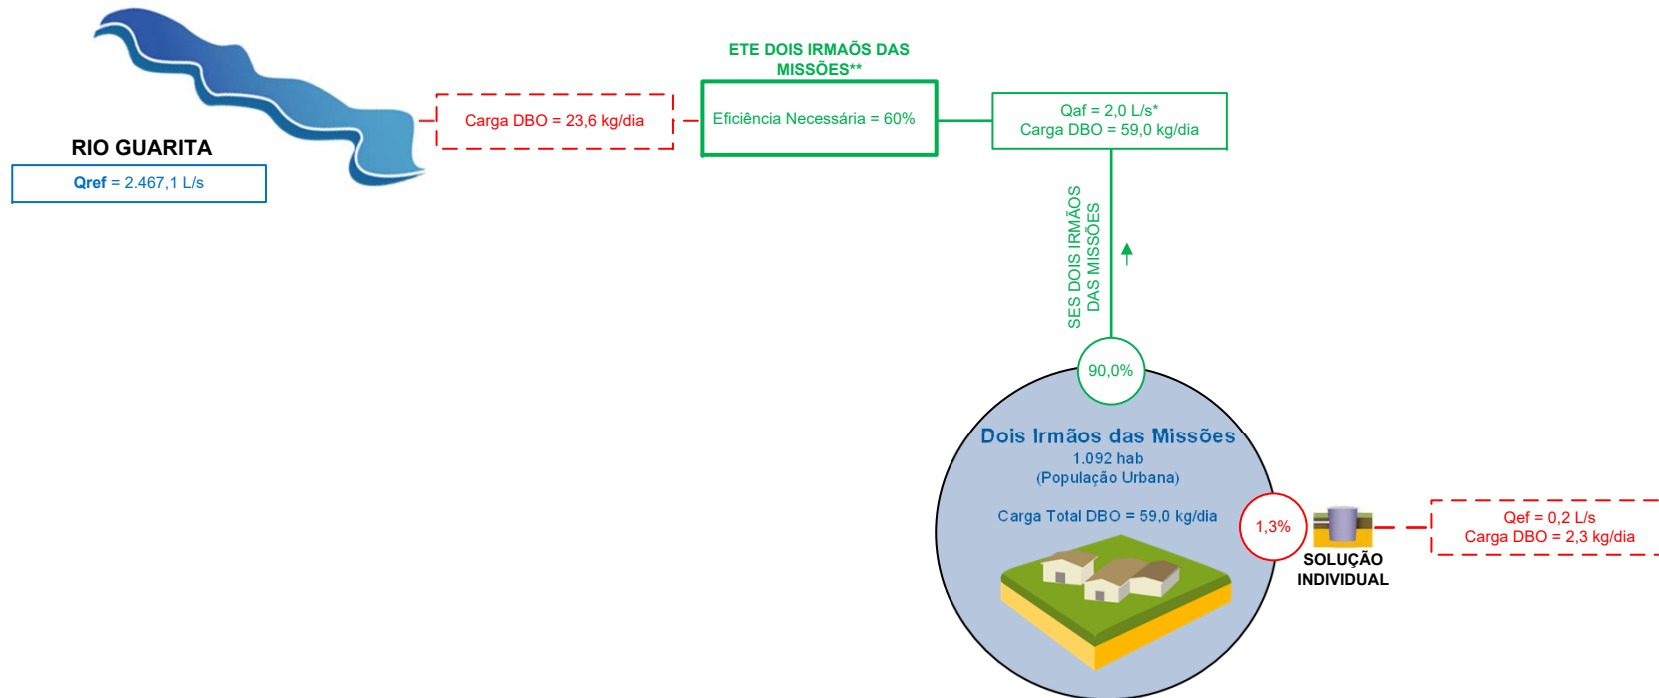 ETE DOIS IRMAÕS DAS
MISSÕES**
Eficiência Necessária = 60%
Carga DBO = 23,6 kg/dia
Qaf = 2,0 L/s*
Carga DBO = 59,0 kg/dia
RIO GUARITA
Qref = 2.467,1 L/s
SES DOIS IRMÃOS
DAS MISSÕES
90,0%
Dois Irmãos das Missões
1.092 hab
(População Urbana)
Carga Total DBO = 59,0 kg/dia
1,3%
SOLUÇÃO
INDIVIDUAL
Qef = 0,2 L/s
Carga DBO = 2,3 kg/dia